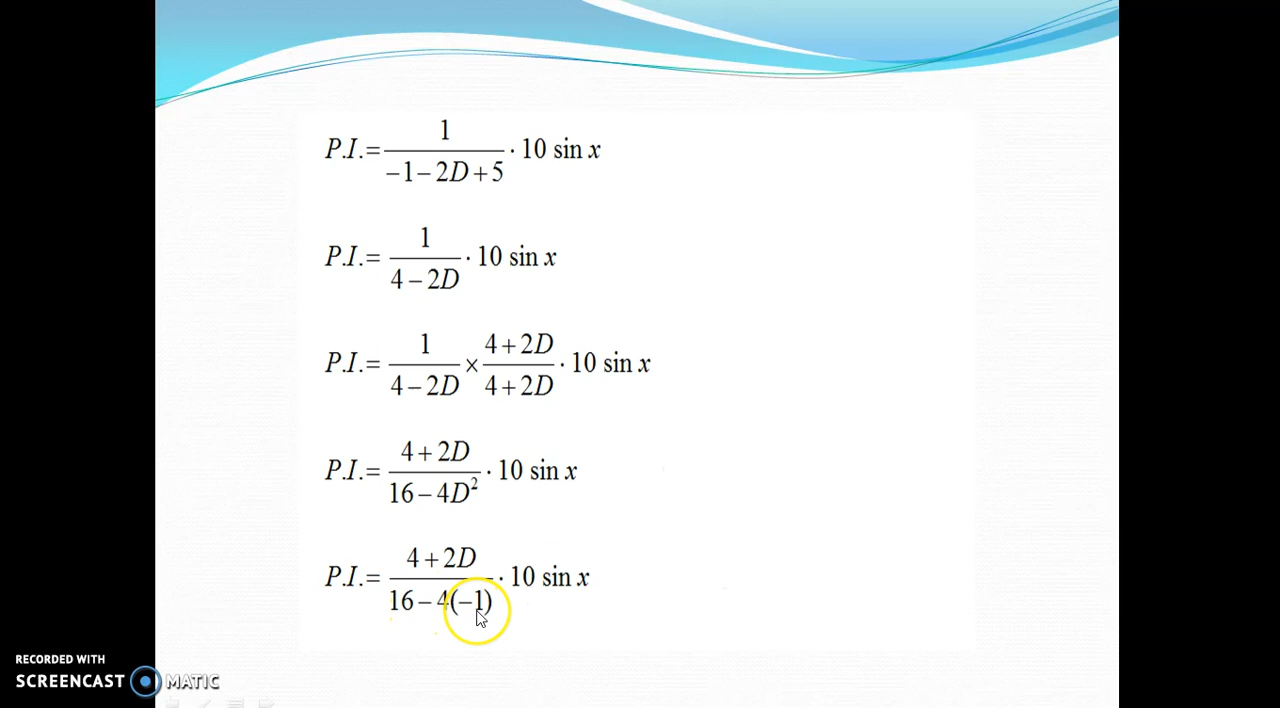 P.I.= 1/(−1−2D+5) · 10 sin x
P.I.= 1/(4−2D) · 10 sin x
P.I.= 1/(4−2D) × (4+2D)/(4+2D) · 10 sin x
P.I.= (4+2D)/(16−4D²) · 10 sin x
P.I.= (4+2D)/(16−4(−1)) · 10 sin x
RECORDED WITH
SCREENCAST MATIC